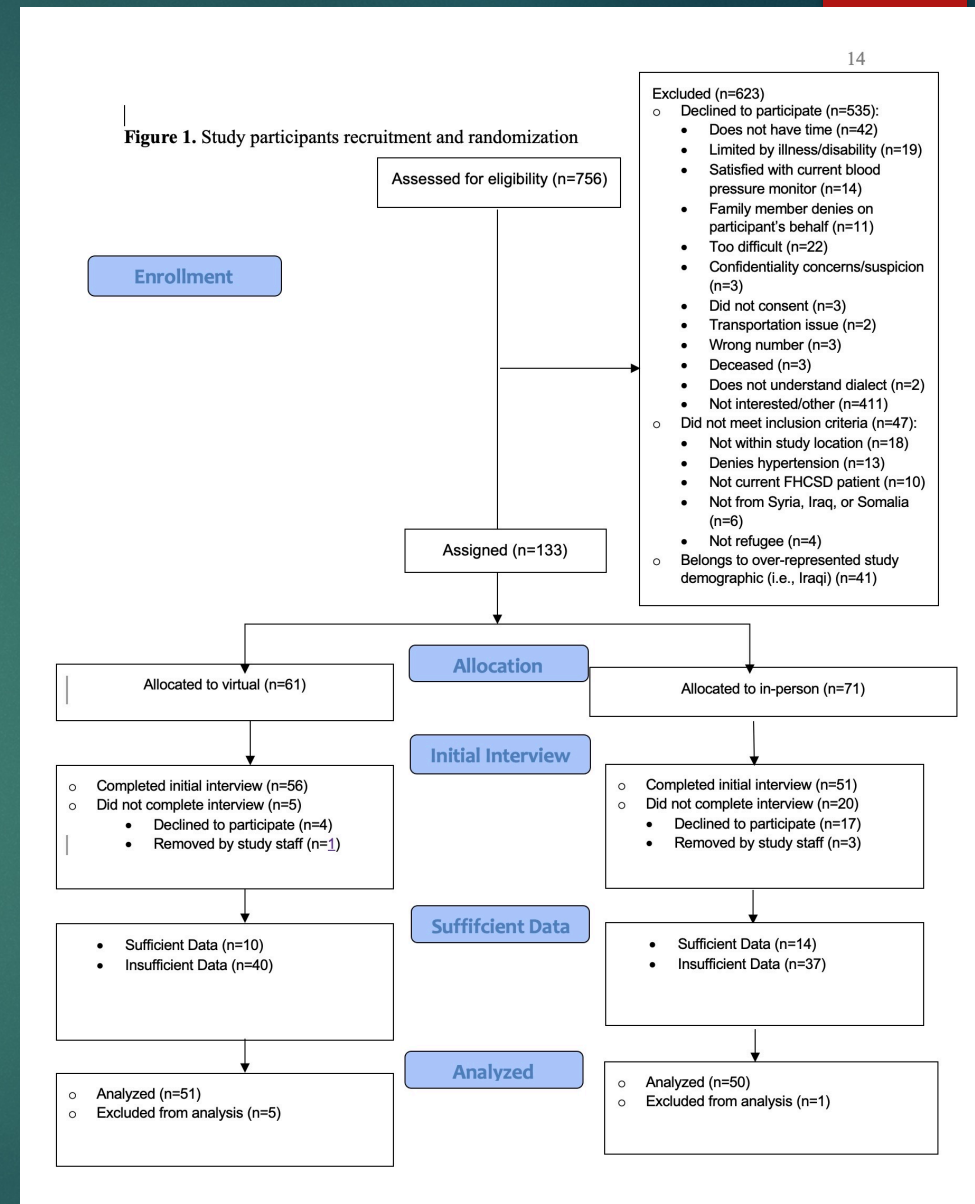 14
Figure 1. Study participants recruitment and randomization
Assessed for eligibility (n=756)
Enrollment
Excluded (n=623)
o Declined to participate (n=535):
• Does not have time (n=42)
• Limited by illness/disability (n=19)
• Satisfied with current blood
pressure monitor (n=14)
• Family member denies on
participant's behalf (n=11)
• Too difficult (n=22)
• Confidentiality concerns/suspicion
(n=3)
• Did not consent (n=3)
• Transportation issue (n=2)
• Wrong number (n=3)
• Deceased (n=3)
• Does not understand dialect (n=2)
• Not interested/other (n=411)
o Did not meet inclusion criteria (n=47):
• Not within study location (n=18)
• Denies hypertension (n=13)
• Not current FHCSD patient (n=10)
• Not from Syria, Iraq, or Somalia
(n=6)
• Not refugee (n=4)
o Belongs to over-represented study
demographic (i.e., Iraqi) (n=41)
Assigned (n=133)
Allocation
Allocated to virtual (n=61)
Allocated to in-person (n=71)
Initial Interview
o Completed initial interview (n=56)
o Did not complete interview (n=5)
• Declined to participate (n=4)
• Removed by study staff (n=1)
o Completed initial interview (n=51)
o Did not complete interview (n=20)
• Declined to participate (n=17)
• Removed by study staff (n=3)
Suffifcient Data
• Sufficient Data (n=10)
• Insufficient Data (n=40)
• Sufficient Data (n=14)
• Insufficient Data (n=37)
Analyzed
o Analyzed (n=51)
o Excluded from analysis (n=5)
o Analyzed (n=50)
o Excluded from analysis (n=1)